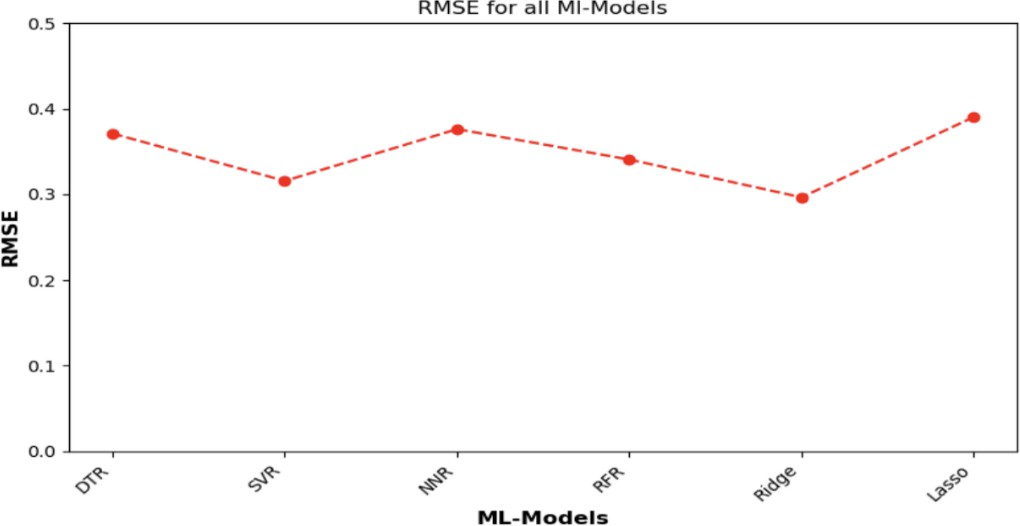 RMSE for all Ml-Models
0.5
0.4
0.3
0.2
0.1
0.0
RMSE
DTR
SVR
NNR
RFR
Ridge
Lasso
ML-Models